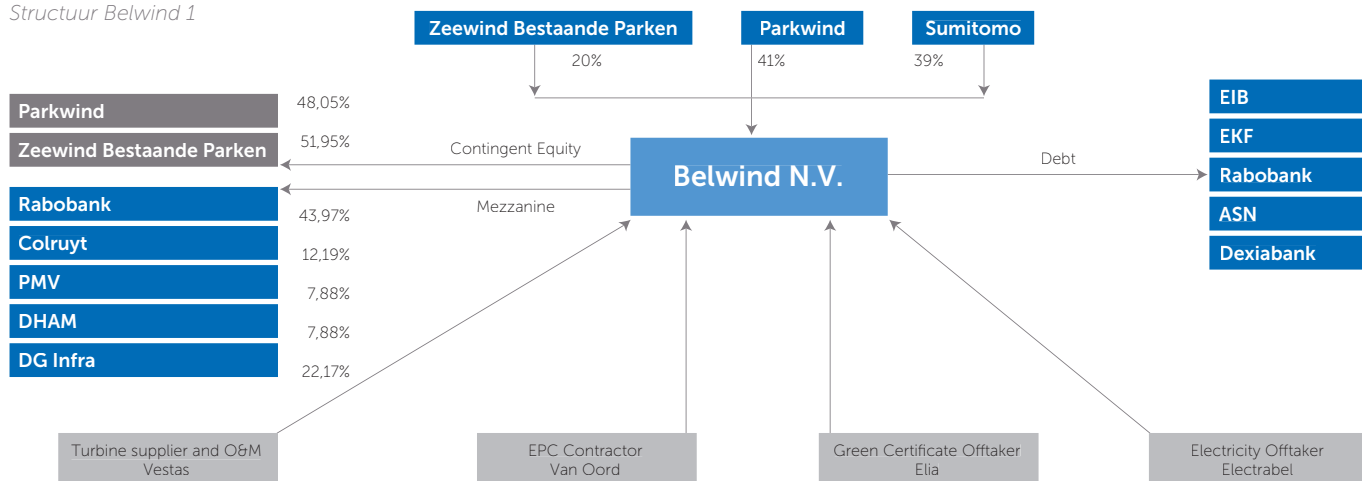 Structuur Belwind 1
Zeewind Bestaande Parken
Parkwind
Sumitomo
20%
41%
39%
Parkwind
48,05%
Zeewind Bestaande Parken
51,95%
Contingent Equity
Mezzanine
Belwind N.V.
Debt
EIB
EKF
Rabobank
ASN
Dexiabank
Rabobank
43,97%
Colruyt
12,19%
PMV
7,88%
DHAM
7,88%
DG Infra
22,17%
Turbine supplier and O&M
Vestas
EPC Contractor
Van Oord
Green Certificate Offtaker
Elia
Electricity Offtaker
Electrabel